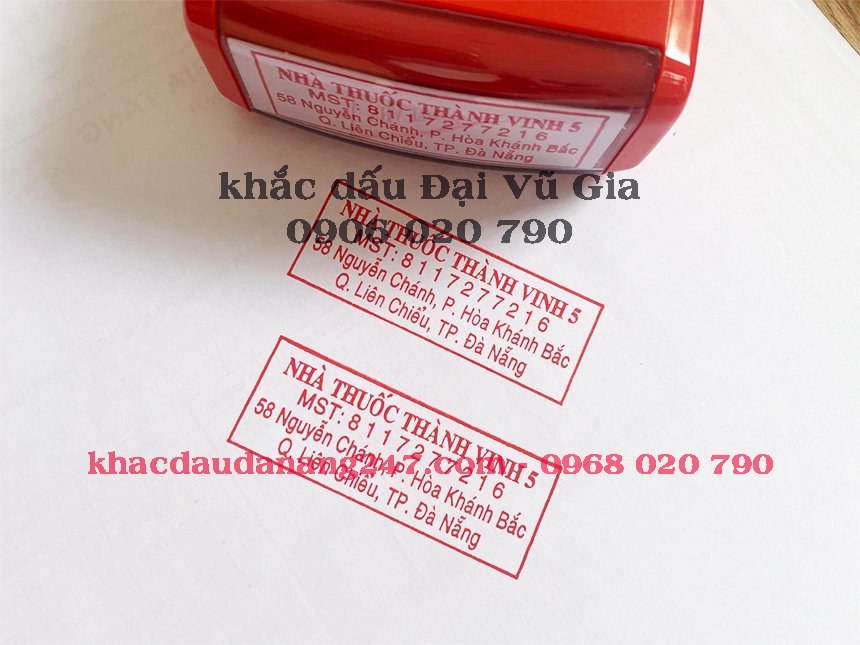 NHÀ THUỐC THÀNH VINH 5
MST: 8117277216
58 Nguyễn Chánh, P. Hòa Khánh Bắc
Q. Liên Chiểu, TP. Đà Nẵng
khắc dấu Đại Vũ Gia
0906 020 790
NHÀ THUỐC THÀNH VINH 5
MST: 8117277216
58 Nguyễn Chánh, P. Hòa Khánh Bắc
Q. Liên Chiểu, TP. Đà Nẵng
NHÀ THUỐC THÀNH VINH 5
MST: 8117277216
58 Nguyễn Chánh, P. Hòa Khánh Bắc
Q. Liên Chiểu, TP. Đà Nẵng
khacdaudanang247.com - 0968 020 790